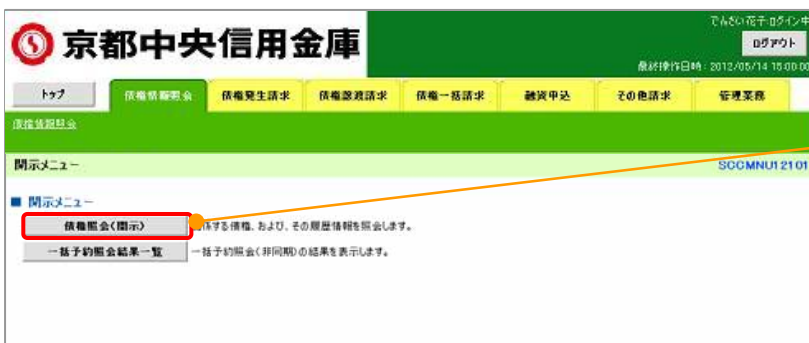 でんさい花子:ログイン中
京都中央信用金庫
ログアウト
最終操作日時:2012/05/14 15:00:00
トップ
債権情報照会
債権発生請求
債権譲渡請求
債権一括請求
融資申込
その他請求
管理業務
債権情報照会
開示メニュー
SCCMNU12101
■ 開示メニュー
債権照会(開示)
係する債権、および、その履歴情報を照会します。
一括予約照会結果一覧
一括予約照会(非同期)の結果を表示します。